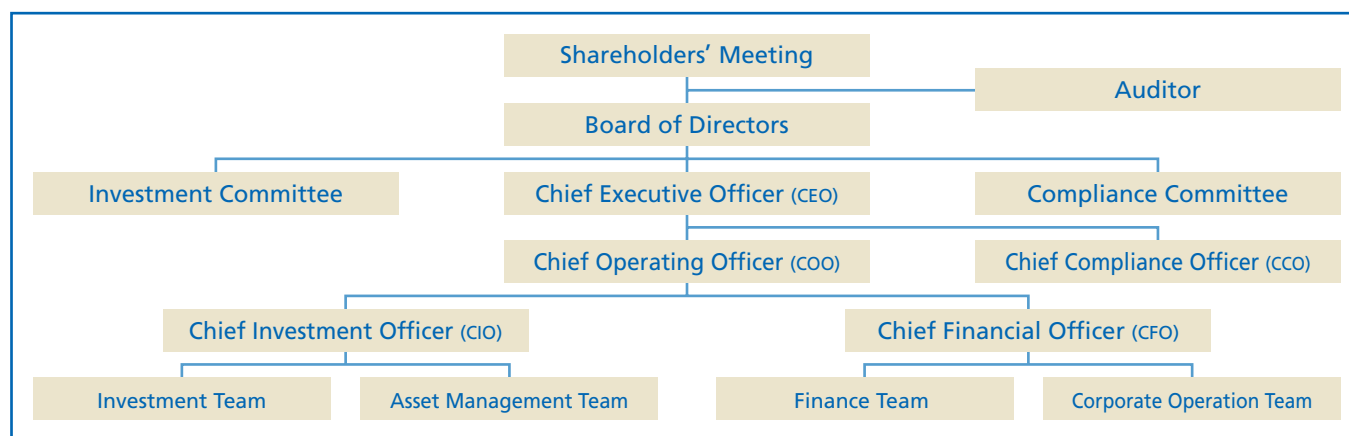 Shareholders’ Meeting
Auditor
Board of Directors
Investment Committee
Chief Executive Officer (CEO)
Compliance Committee
Chief Operating Officer (COO)
Chief Compliance Officer (CCO)
Chief Investment Officer (CIO)
Chief Financial Officer (CFO)
Investment Team
Asset Management Team
Finance Team
Corporate Operation Team